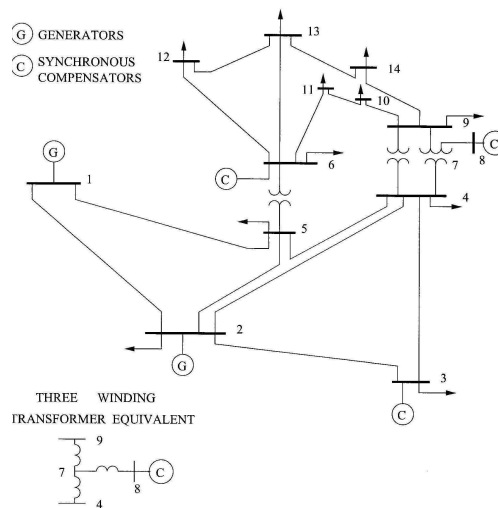 G GENERATORS
C SYNCHRONOUS
COMPENSATORS
13
12
14
11
10
9
C
8
7
6
C
G
1
5
4
2
G
3
C
THREE WINDING
TRANSFORMER EQUIVALENT
9
7
C
8
4